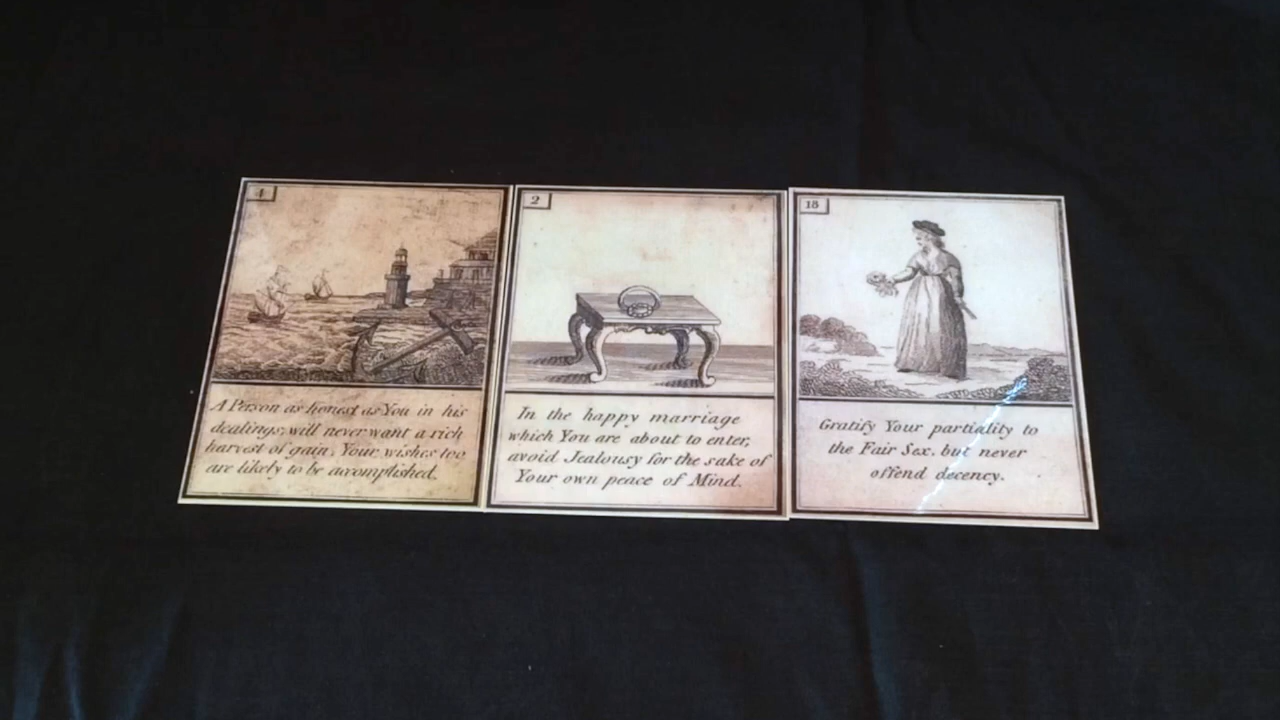 1
A Person as honest as You in his
dealings, will never want a rich
harvest of gain. Your wishes too
are likely to be accomplished.
2
In the happy marriage
which You are about to enter,
avoid Jealousy for the sake of
Your own peace of Mind.
18
Gratify Your partiality to
the Fair Sex, but never
offend decency.